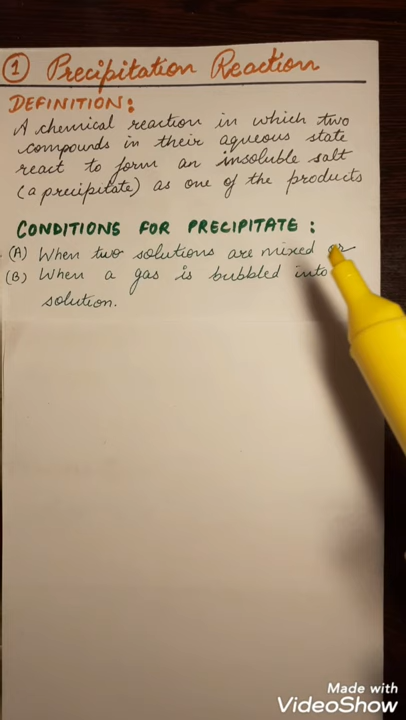 ① Precipitation Reaction
DEFINITION:
A chemical reaction in which two
compounds in their aqueous state
react to form an insoluble salt
(a precipitate) as one of the products
CONDITIONS FOR PRECIPITATE :
(A) When two solutions are mixed or
(B) When a gas is bubbled into
solution.
Made with
VideoShow